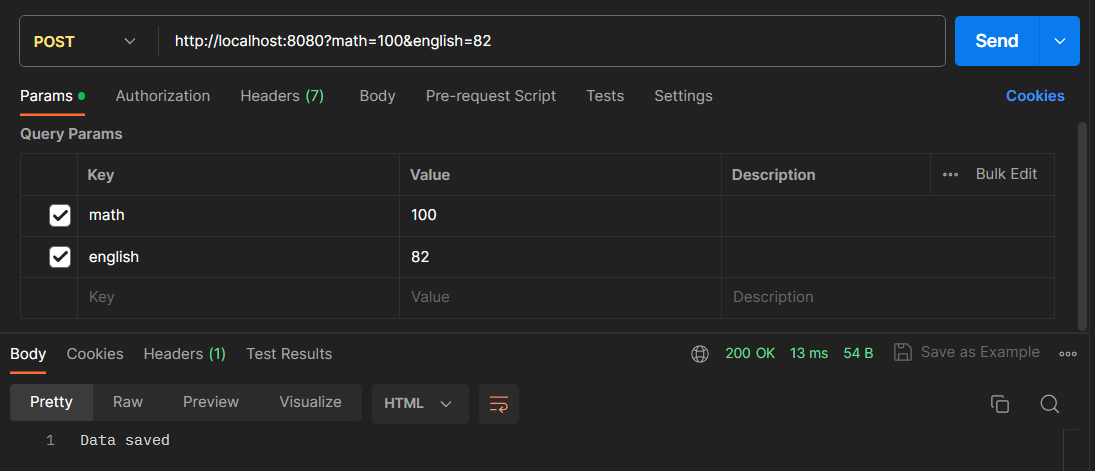 POST http://localhost:8080?math=100&english=82 Send
Params Authorization Headers (7) Body Pre-request Script Tests Settings Cookies
Query Params
Key Value Description ••• Bulk Edit
math 100
english 82
Key Value Description
Body Cookies Headers (1) Test Results 200 OK 13 ms 54 B Save as Example
Pretty Raw Preview Visualize HTML
1 Data saved